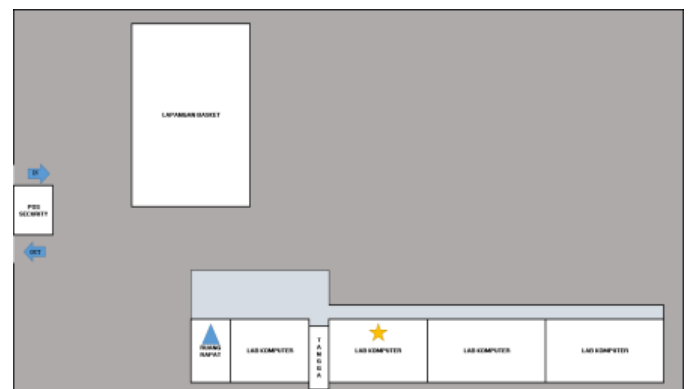 LAPANGAN BASKET
IN
POS
SECURITY
OUT
RUANG
RAPAT
LAB KOMPUTER
T
A
N
G
G
A
LAB KOMPUTER
LAB KOMPUTER
LAB KOMPUTER